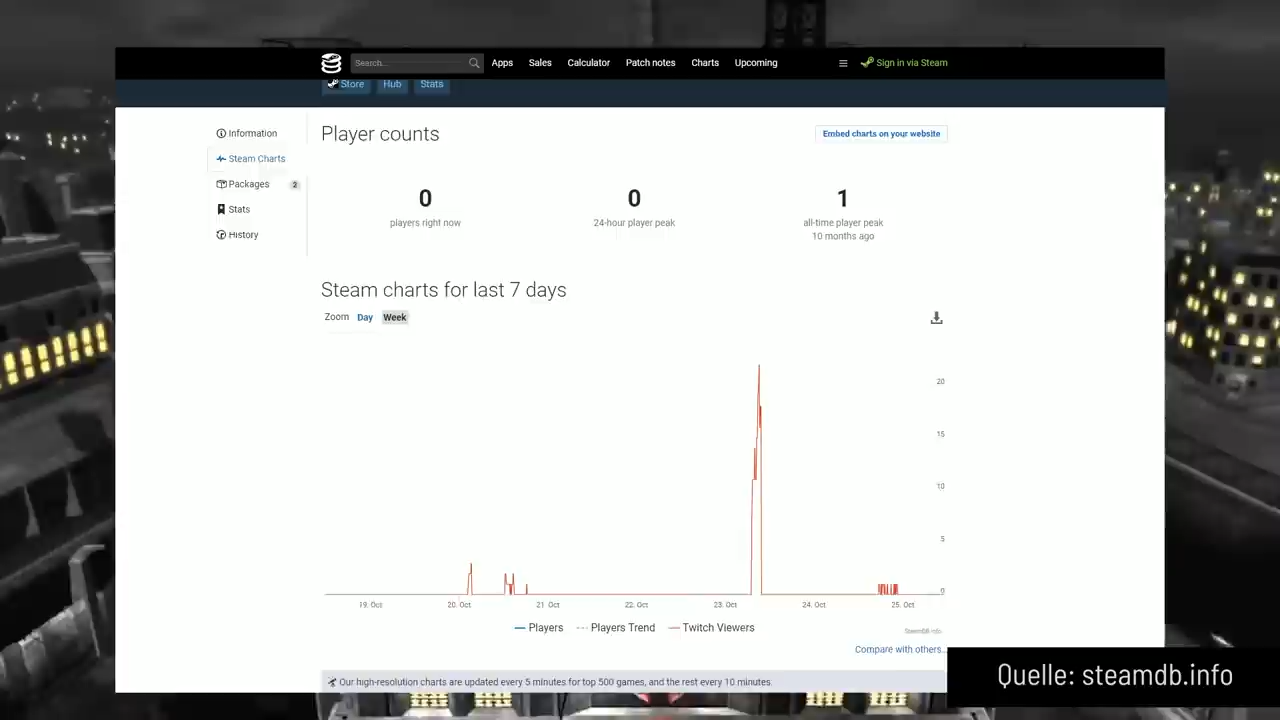 Search...
Apps
Sales
Calculator
Patch notes
Charts
Upcoming
Sign in via Steam
Store
Hub
Stats
Information
Steam Charts
Packages
2
Stats
History
Player counts
Embed charts on your website
0
players right now
0
24-hour player peak
1
all-time player peak
10 months ago
Steam charts for last 7 days
Zoom
Day
Week
20
15
10
5
0
19. Oct
20. Oct
21. Oct
22. Oct
23. Oct
24. Oct
25. Oct
Players
Players Trend
Twitch Viewers
Compare with others...
Our high-resolution charts are updated every 5 minutes for top 500 games, and the rest every 10 minutes.
Quelle: steamdb.info